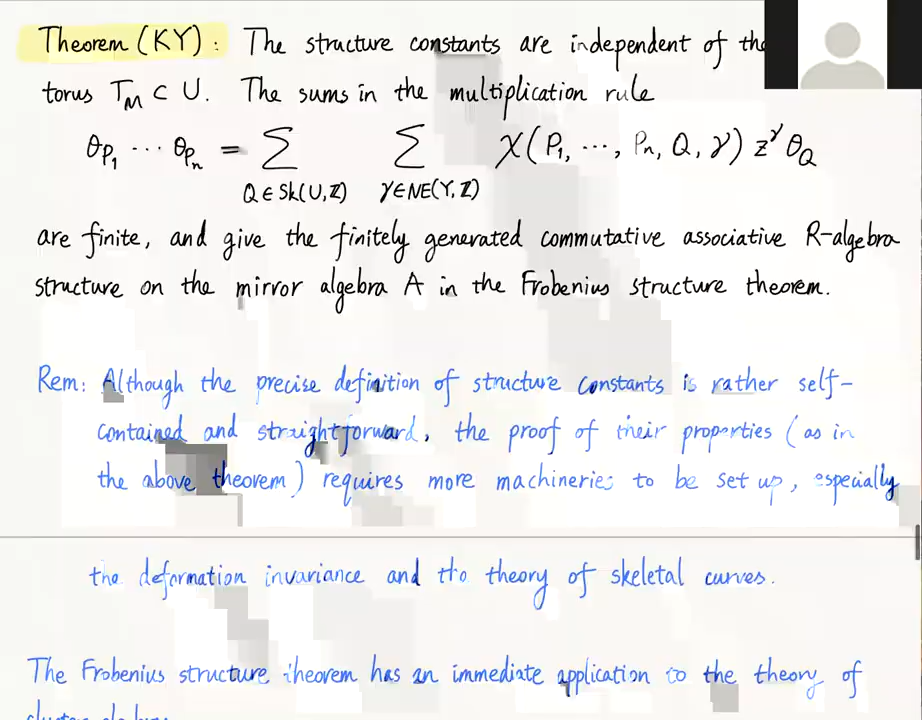 Theorem (KY): The structure constants are independent of the
torus T_M ⊂ U. The sums in the multiplication rule
θ_{P_1} ⋯ θ_{P_n} = Σ_{Q∈Sk(U,Z)} Σ_{γ∈NE(Y,Z)} χ(P_1, ⋯, P_n, Q, γ) z^γ θ_Q
are finite, and give the finitely generated commutative associative R-algebra
structure on the mirror algebra A in the Frobenius structure theorem.
Rem: Although the precise definition of structure constants is rather self-
contained and straightforward, the proof of their properties (as in
the above theorem) requires more machineries to be set up, especially
the deformation invariance and the theory of skeletal curves.
The Frobenius structure theorem has an immediate application to the theory of